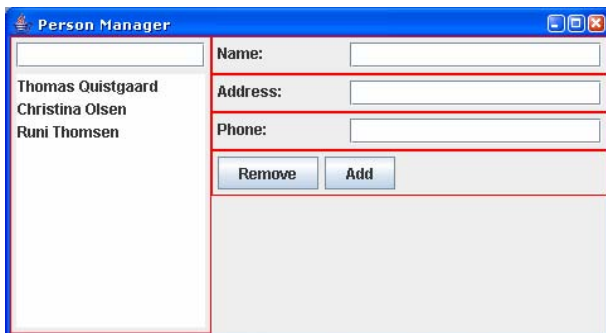 Person Manager
Thomas Quistgaard
Christina Olsen
Runi Thomsen
Name:
Address:
Phone:
Remove Add